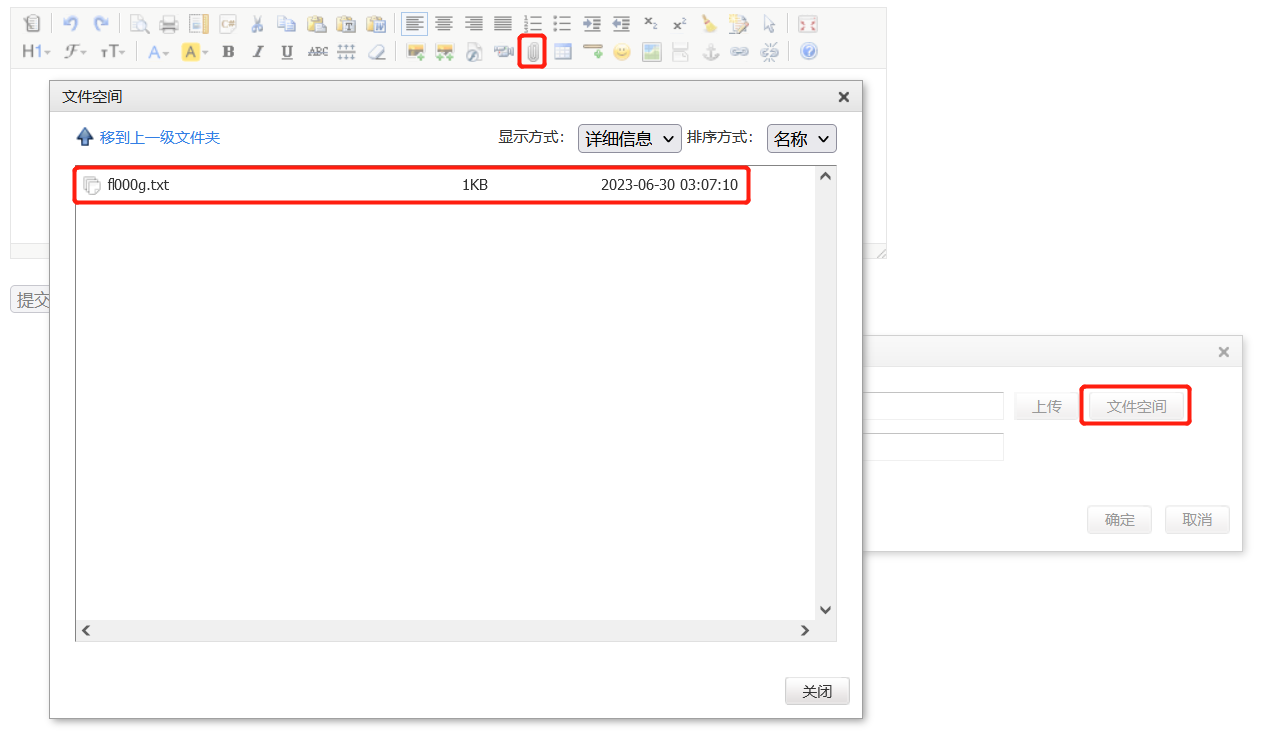 H1 ℱ тT A A B I U ABC
文件空间
移到上一级文件夹 显示方式： 详细信息 排序方式： 名称
fl000g.txt 1KB 2023-06-30 03:07:10
提交
上传 文件空间
确定 取消
关闭